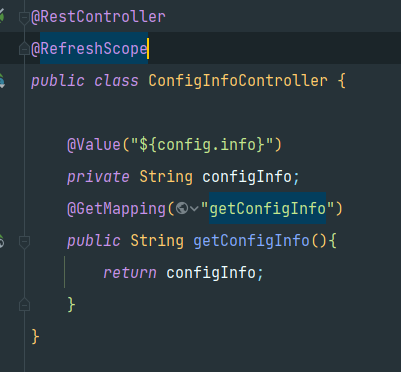 @RestController
@RefreshScope
public class ConfigInfoController {
@Value("${config.info}")
private String configInfo;
@GetMapping("getConfigInfo")
public String getConfigInfo(){
return configInfo;
}
}